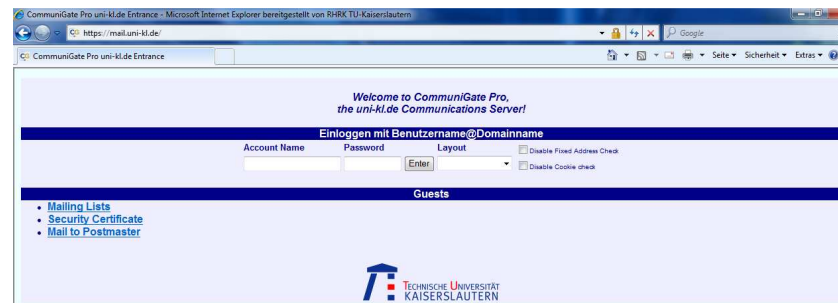 CommuniGate Pro uni-kl.de Entrance - Microsoft Internet Explorer bereitgestellt von RHRK TU-Kaiserslautern
https://mail.uni-kl.de/
Google
CommuniGate Pro uni-kl.de Entrance
Seite Sicherheit Extras
Welcome to CommuniGate Pro,
the uni-kl.de Communications Server!
Einloggen mit Benutzername@Domainname
Account Name Password Layout Disable Fixed Address Check
Enter Disable Cookie check
Guests
Mailing Lists
Security Certificate
Mail to Postmaster
TECHNISCHE UNIVERSITÄT
KAISERSLAUTERN